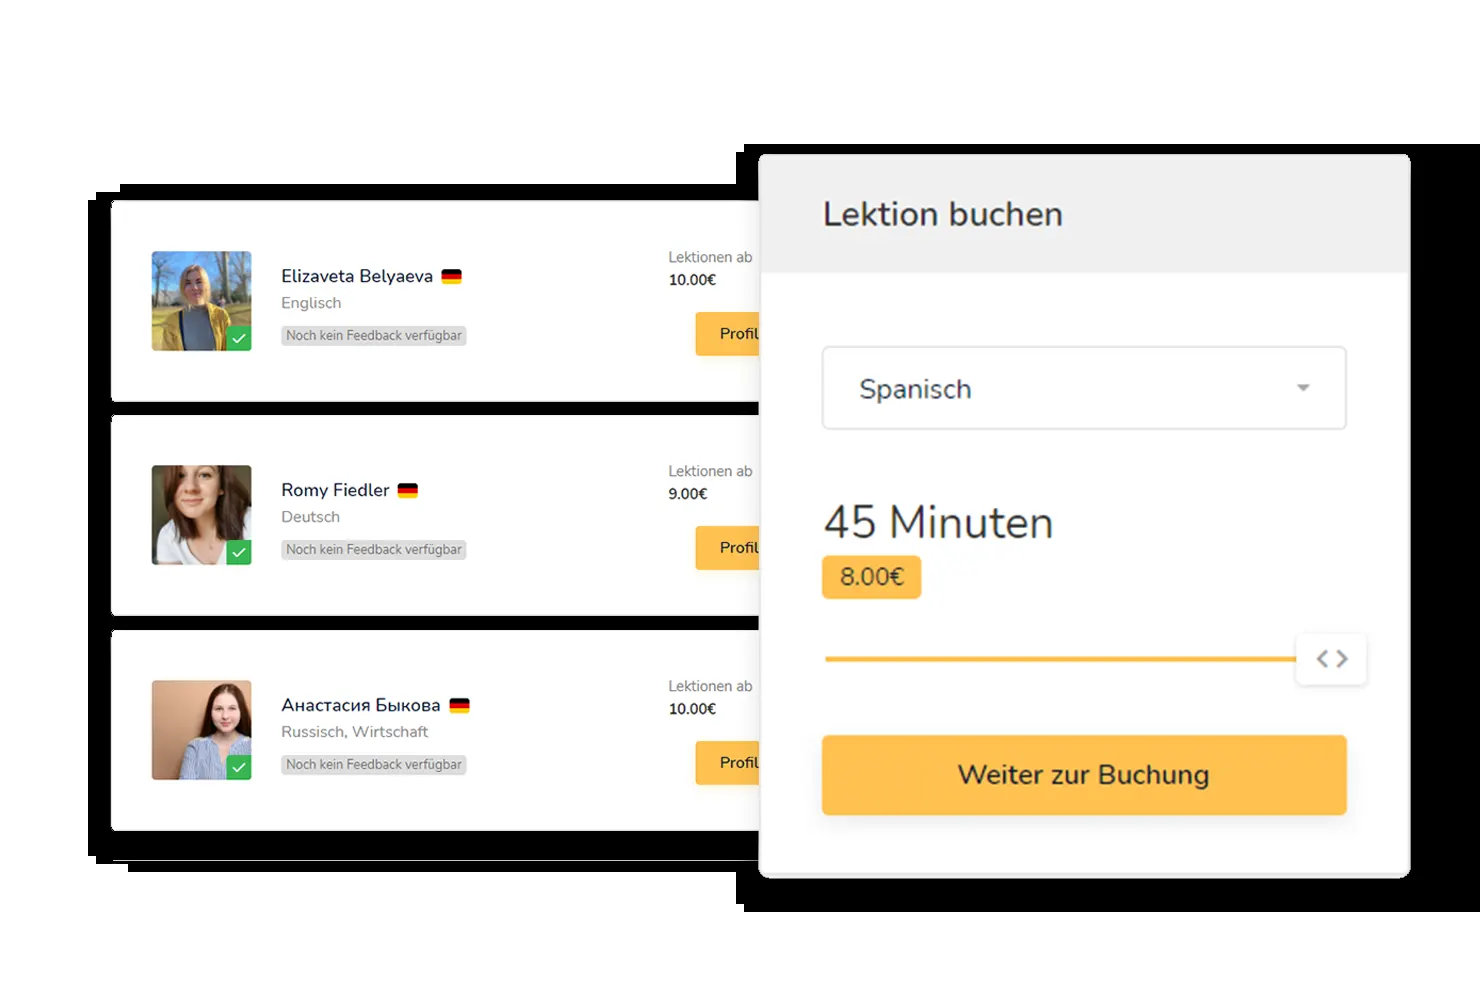 Elizaveta Belyaeva
Englisch
Noch kein Feedback verfügbar
Lektionen ab
10.00€
Profil
Romy Fiedler
Deutsch
Noch kein Feedback verfügbar
Lektionen ab
9.00€
Profil
Анастасия Быкова
Russisch, Wirtschaft
Noch kein Feedback verfügbar
Lektionen ab
10.00€
Profil
Lektion buchen
Spanisch
45 Minuten
8.00€
Weiter zur Buchung